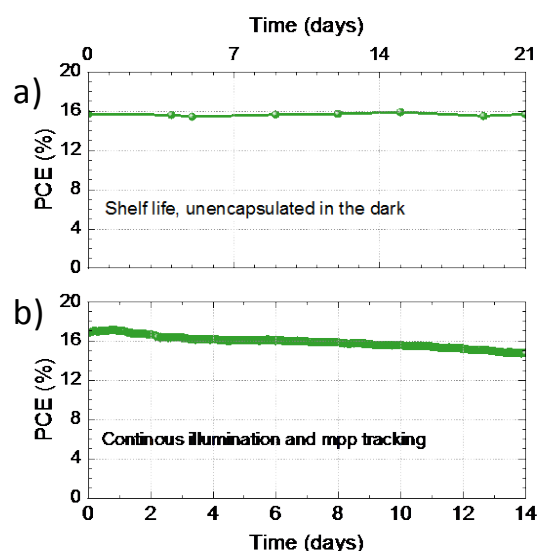 Time (days)
0 7 14 21
a)
PCE (%)
20
16
12
8
4
0
Shelf life, unencapsulated in the dark
b)
PCE (%)
20
16
12
8
4
0
Continous illumination and mpp tracking
0 2 4 6 8 10 12 14
Time (days)